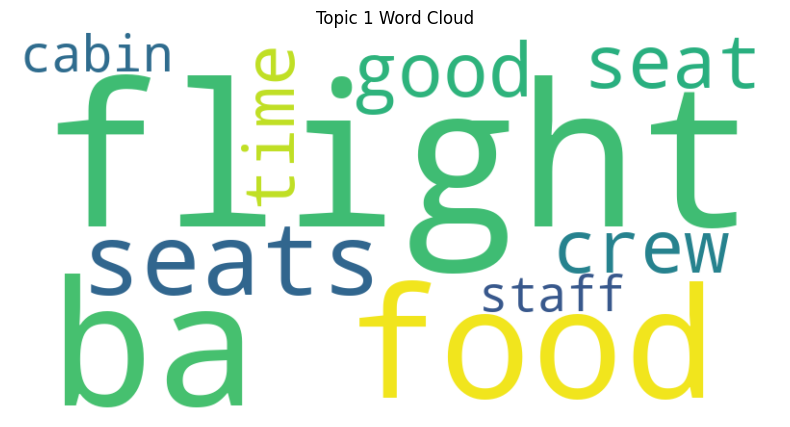 Topic 1 Word Cloud
cabin
time
good
seat
flight
seats
crew
staff
ba
food